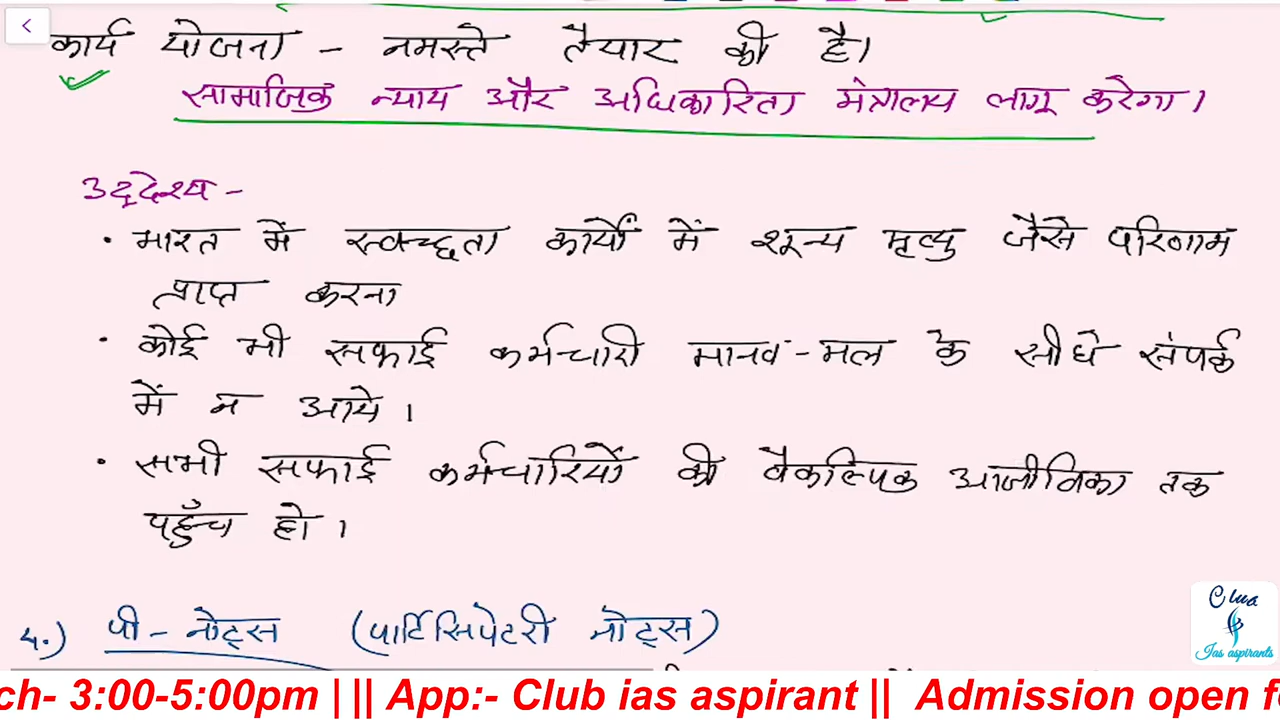 कार्य योजना - नमस्ते तैयार की है।
सामाजिक न्याय और अधिकारिता मंत्रालय लागू करेगा।
उद्देश्य -
• भारत में स्वच्छता कार्यों में शून्य मृत्यु जैसे परिणाम
प्राप्त करना
• कोई भी सफाई कर्मचारी मानव-मल के सीधे संपर्क
में न आये।
• सभी सफाई कर्मचारियों की वैकल्पिक आजीविका तक
पहुँच हो।
4.) पी-नोट्स (पार्टिसिपेटरी नोट्स)
Club
Ias aspirants
ch- 3:00-5:00pm | || App:- Club ias aspirant || Admission open fo